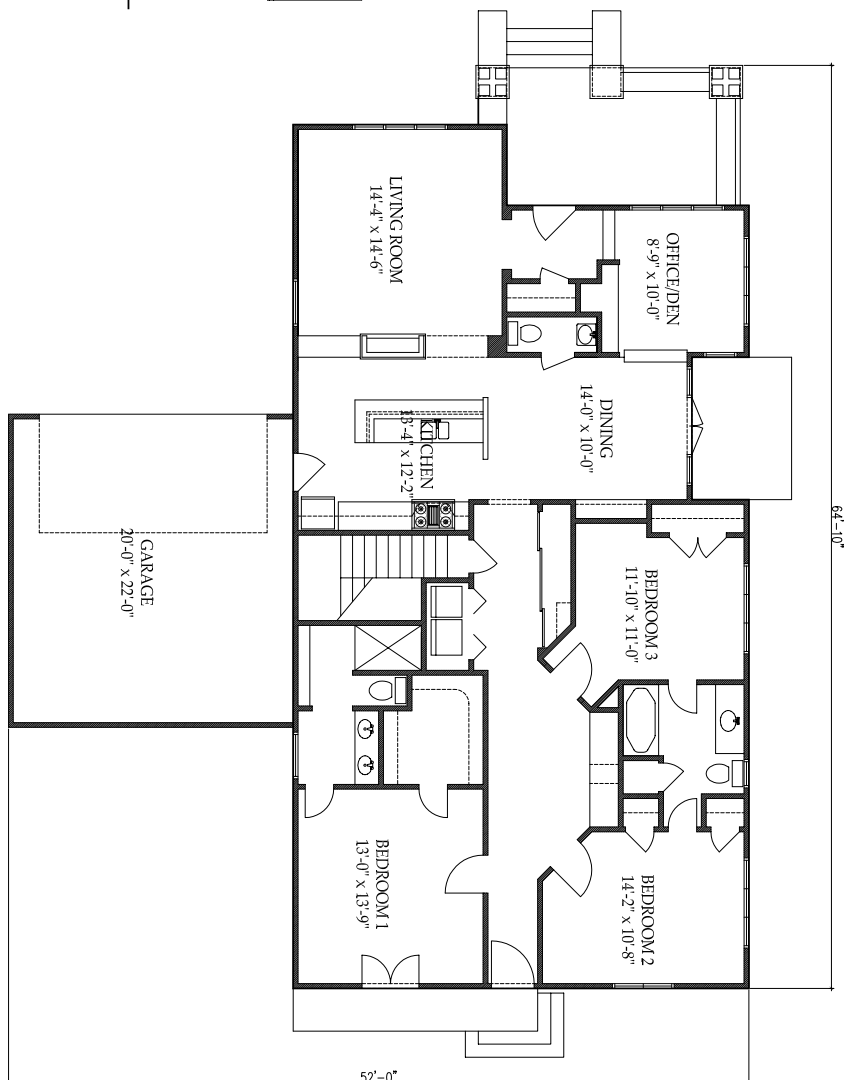 LIVING ROOM
14'-4" x 14'-6"
OFFICE/DEN
8'-9" x 10'-0"
DINING
14'-0" x 10'-0"
KITCHEN
13'-4" x 12'-2"
GARAGE
20'-0" x 22'-0"
BEDROOM 3
11'-10" x 11'-0"
BEDROOM 1
13'-0" x 13'-9"
BEDROOM 2
14'-2" x 10'-8"
64'-10"
52'-0"